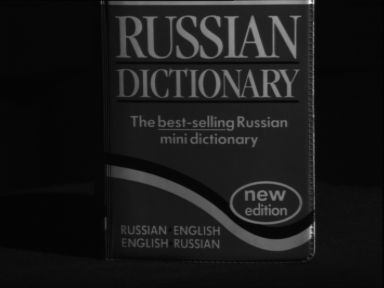 RUSSIAN
DICTIONARY
The best-selling Russian
mini dictionary
new
edition
RUSSIAN·ENGLISH
ENGLISH·RUSSIAN